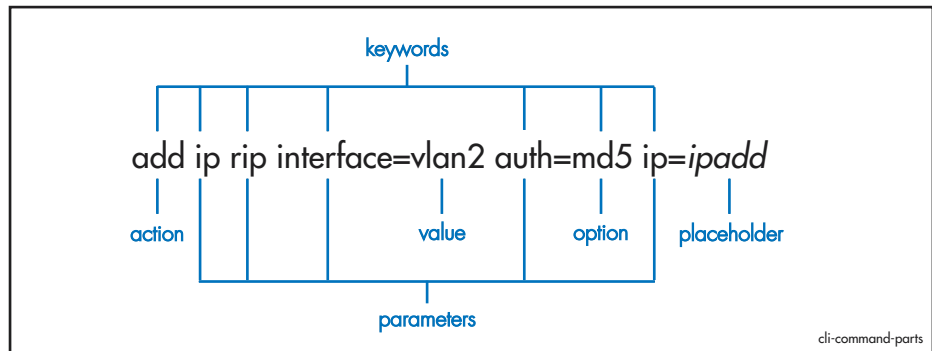 keywords
add ip rip interface=vlan2 auth=md5 ip=ipadd
action value option placeholder
parameters
cli-command-parts